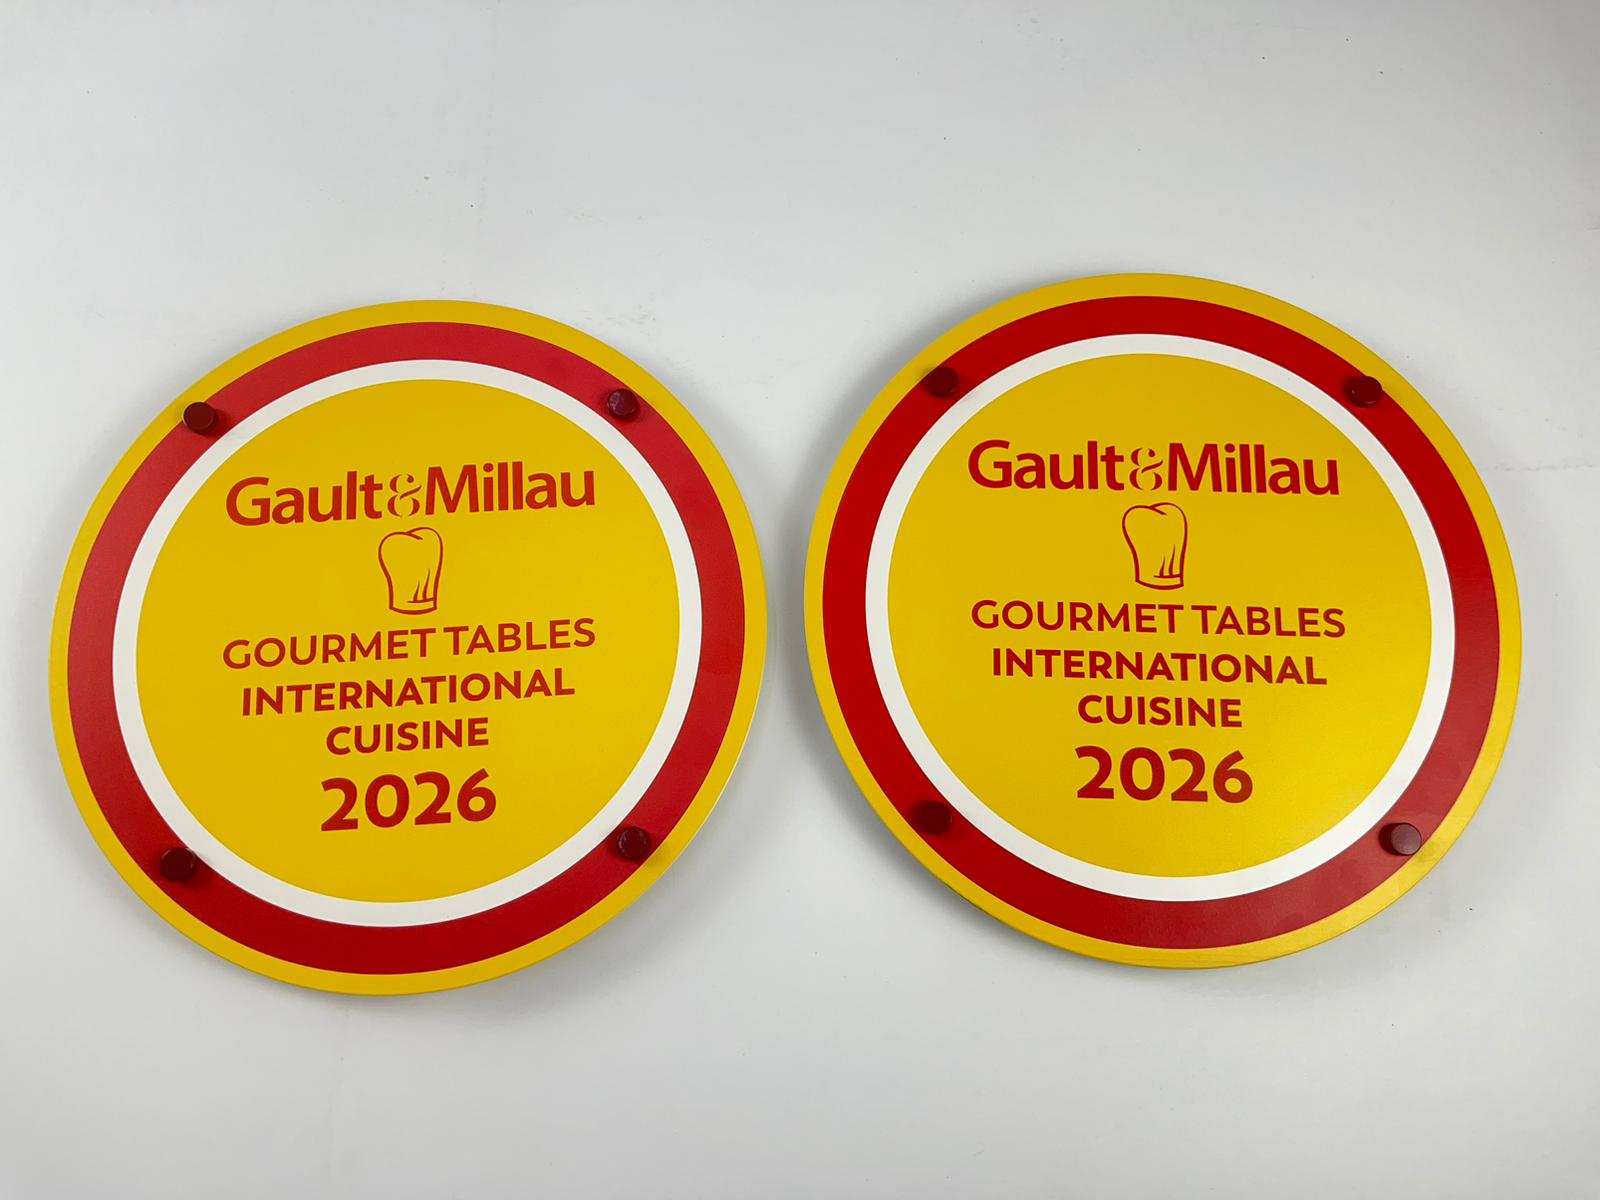 Gault&Millau
GOURMET TABLES
INTERNATIONAL
CUISINE
2026
Gault&Millau
GOURMET TABLES
INTERNATIONAL
CUISINE
2026